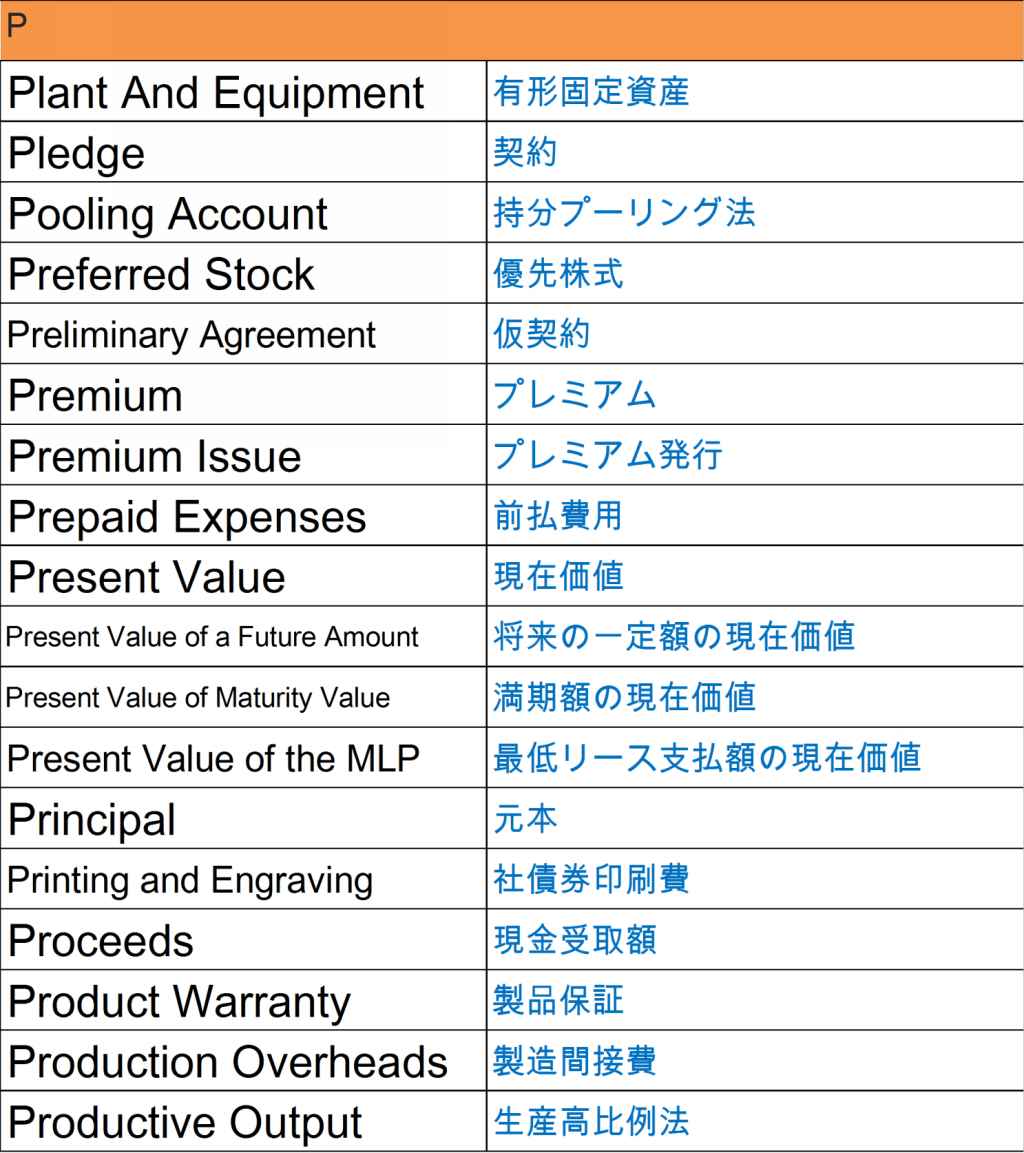 P
Plant And Equipment 有形固定資産
Pledge 契約
Pooling Account 持分プーリング法
Preferred Stock 優先株式
Preliminary Agreement 仮契約
Premium プレミアム
Premium Issue プレミアム発行
Prepaid Expenses 前払費用
Present Value 現在価値
Present Value of a Future Amount 将来の一定額の現在価値
Present Value of Maturity Value 満期額の現在価値
Present Value of the MLP 最低リース支払額の現在価値
Principal 元本
Printing and Engraving 社債券印刷費
Proceeds 現金受取額
Product Warranty 製品保証
Production Overheads 製造間接費
Productive Output 生産高比例法